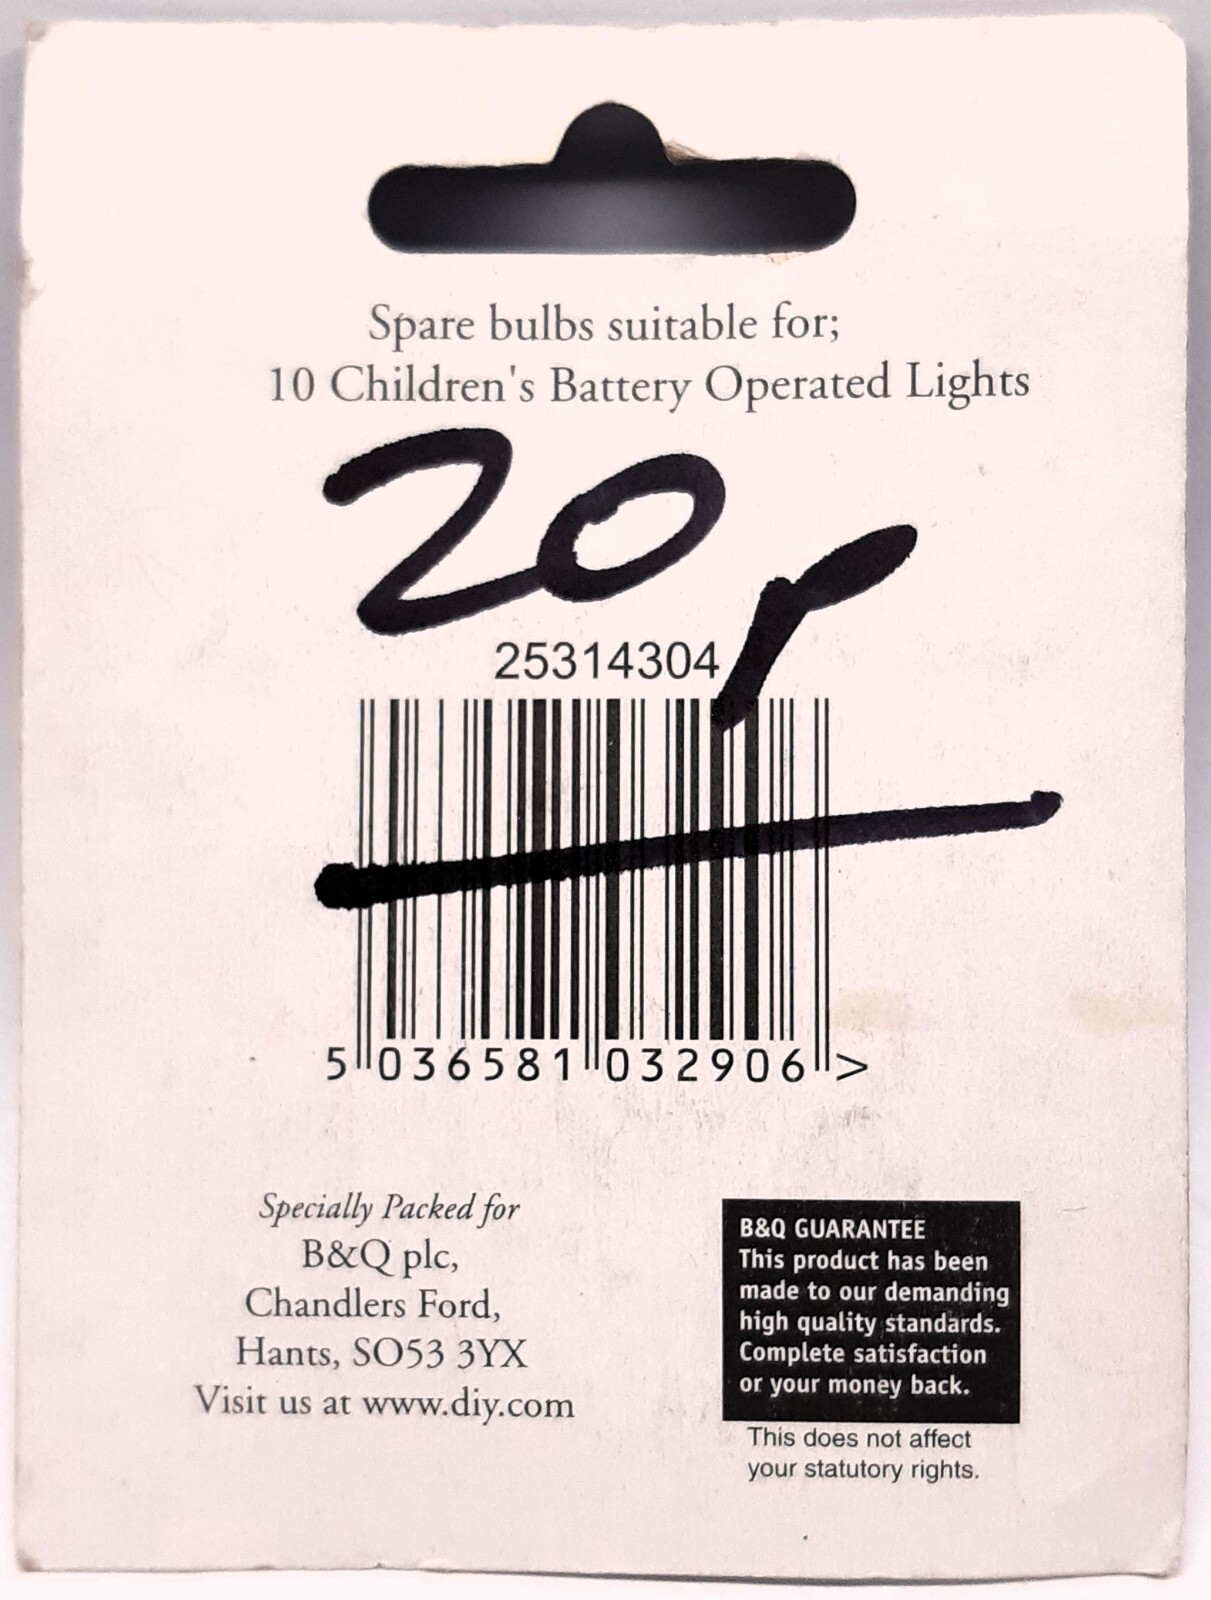 Spare bulbs suitable for;
10 Children's Battery Operated Lights
20p
25314304
5 036581 032906 >
Specially Packed for
B&Q plc,
Chandlers Ford,
Hants, SO53 3YX
Visit us at www.diy.com
B&Q GUARANTEE
This product has been
made to our demanding
high quality standards.
Complete satisfaction
or your money back.
This does not affect
your statutory rights.